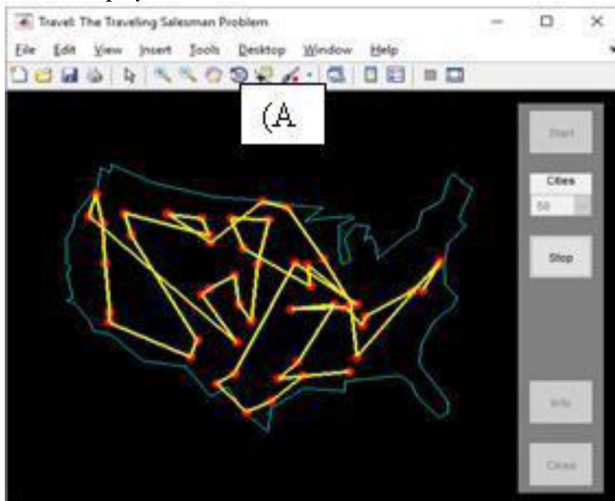 Travel: The Traveling Salesman Problem
File Edit View Insert Tools Desktop Window Help
(A
Start
Cities
50
Stop
Info
Close